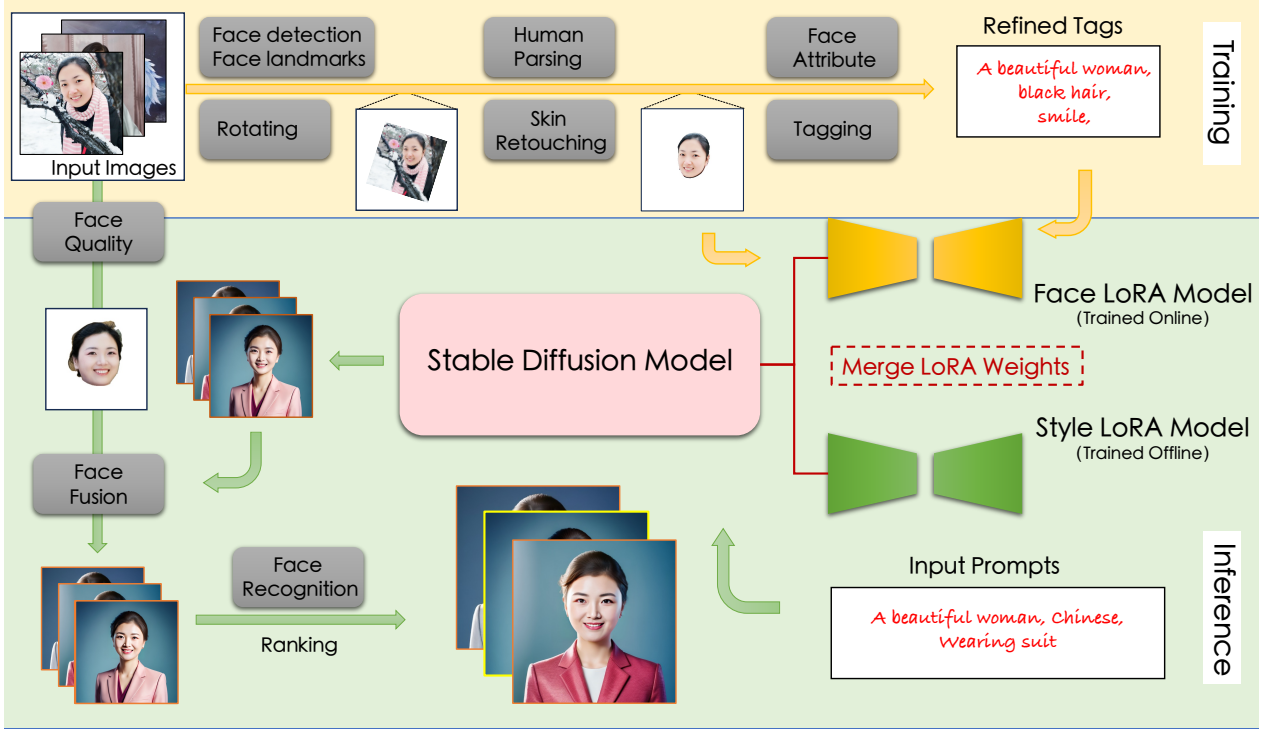 Input Images
Face detection
Face landmarks
Rotating
Human
Parsing
Skin
Retouching
Face
Attribute
Tagging
Refined Tags
A beautiful woman,
black hair,
smile,
Training
Face
Quality
Face
Fusion
Stable Diffusion Model
Face LoRA Model
(Trained Online)
Merge LoRA Weights
Style LoRA Model
(Trained Offline)
Face
Recognition
Ranking
Input Prompts
A beautiful woman, Chinese,
Wearing suit
Inference